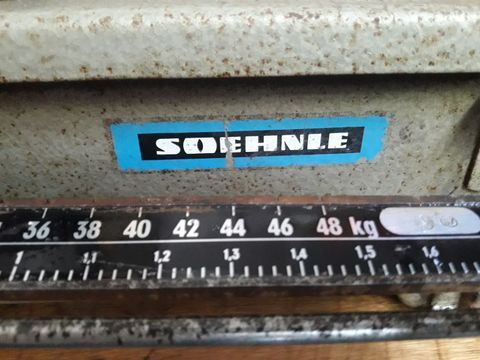 SOEHNLE
36 38 40 42 44 46 48 kg
1 1,1 1,2 1,3 1,4 1,5 1,6